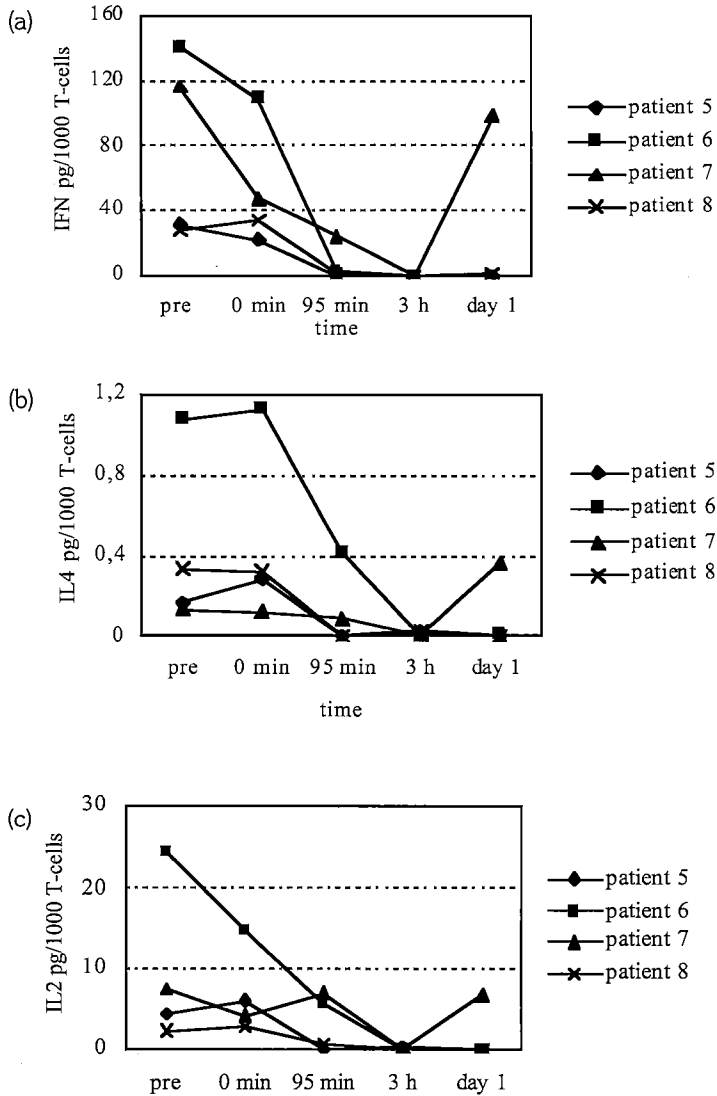 (a)
IFN pg/1000 T-cells
160
120
80
40
0
pre 0 min 95 min 3 h day 1
time
patient 5
patient 6
patient 7
patient 8
(b)
IL4 pg/1000 T-cells
1,2
0,8
0,4
0
pre 0 min 95 min 3 h day 1
time
patient 5
patient 6
patient 7
patient 8
(c)
IL2 pg/1000 T-cells
30
20
10
0
pre 0 min 95 min 3 h day 1
patient 5
patient 6
patient 7
patient 8